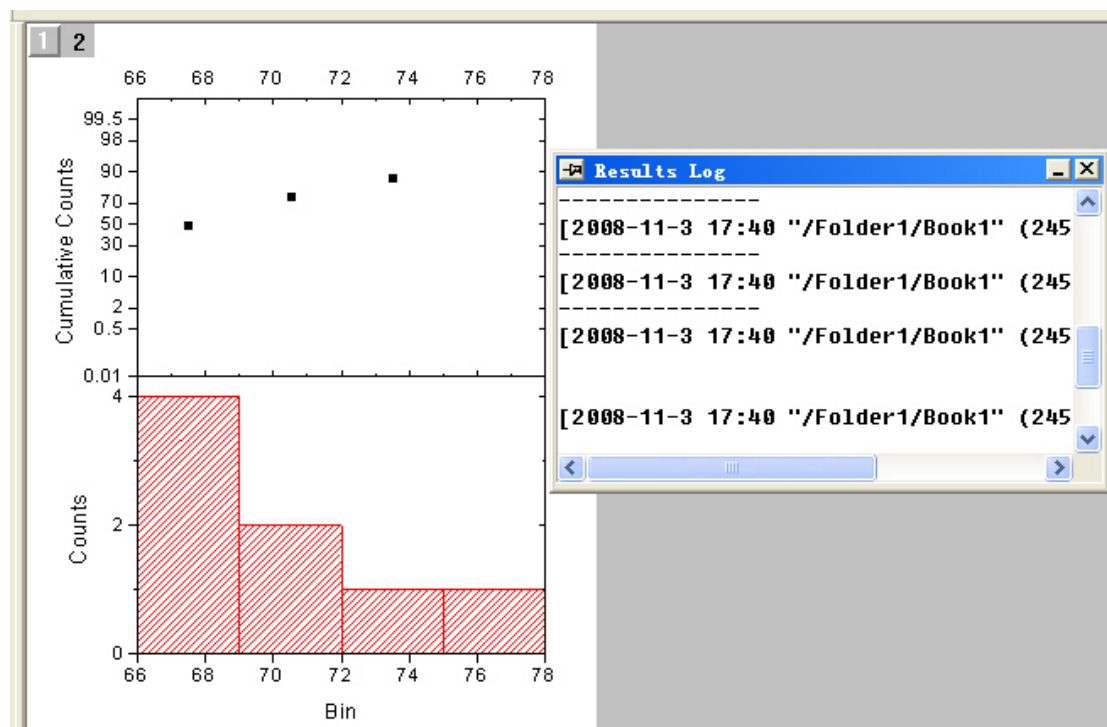 1 2
66 68 70 72 74 78
99.5
98
90
70
50
30
10
2
0.5
0.01
Cumulative Counts
4
2
0
Counts
66 68 70 72 74 76 78
Bin
Results Log
---------------
[2008-11-3 17:40 "/Folder1/Book1" (245
---------------
[2008-11-3 17:40 "/Folder1/Book1" (245
---------------
[2008-11-3 17:40 "/Folder1/Book1" (245
[2008-11-3 17:40 "/Folder1/Book1" (245